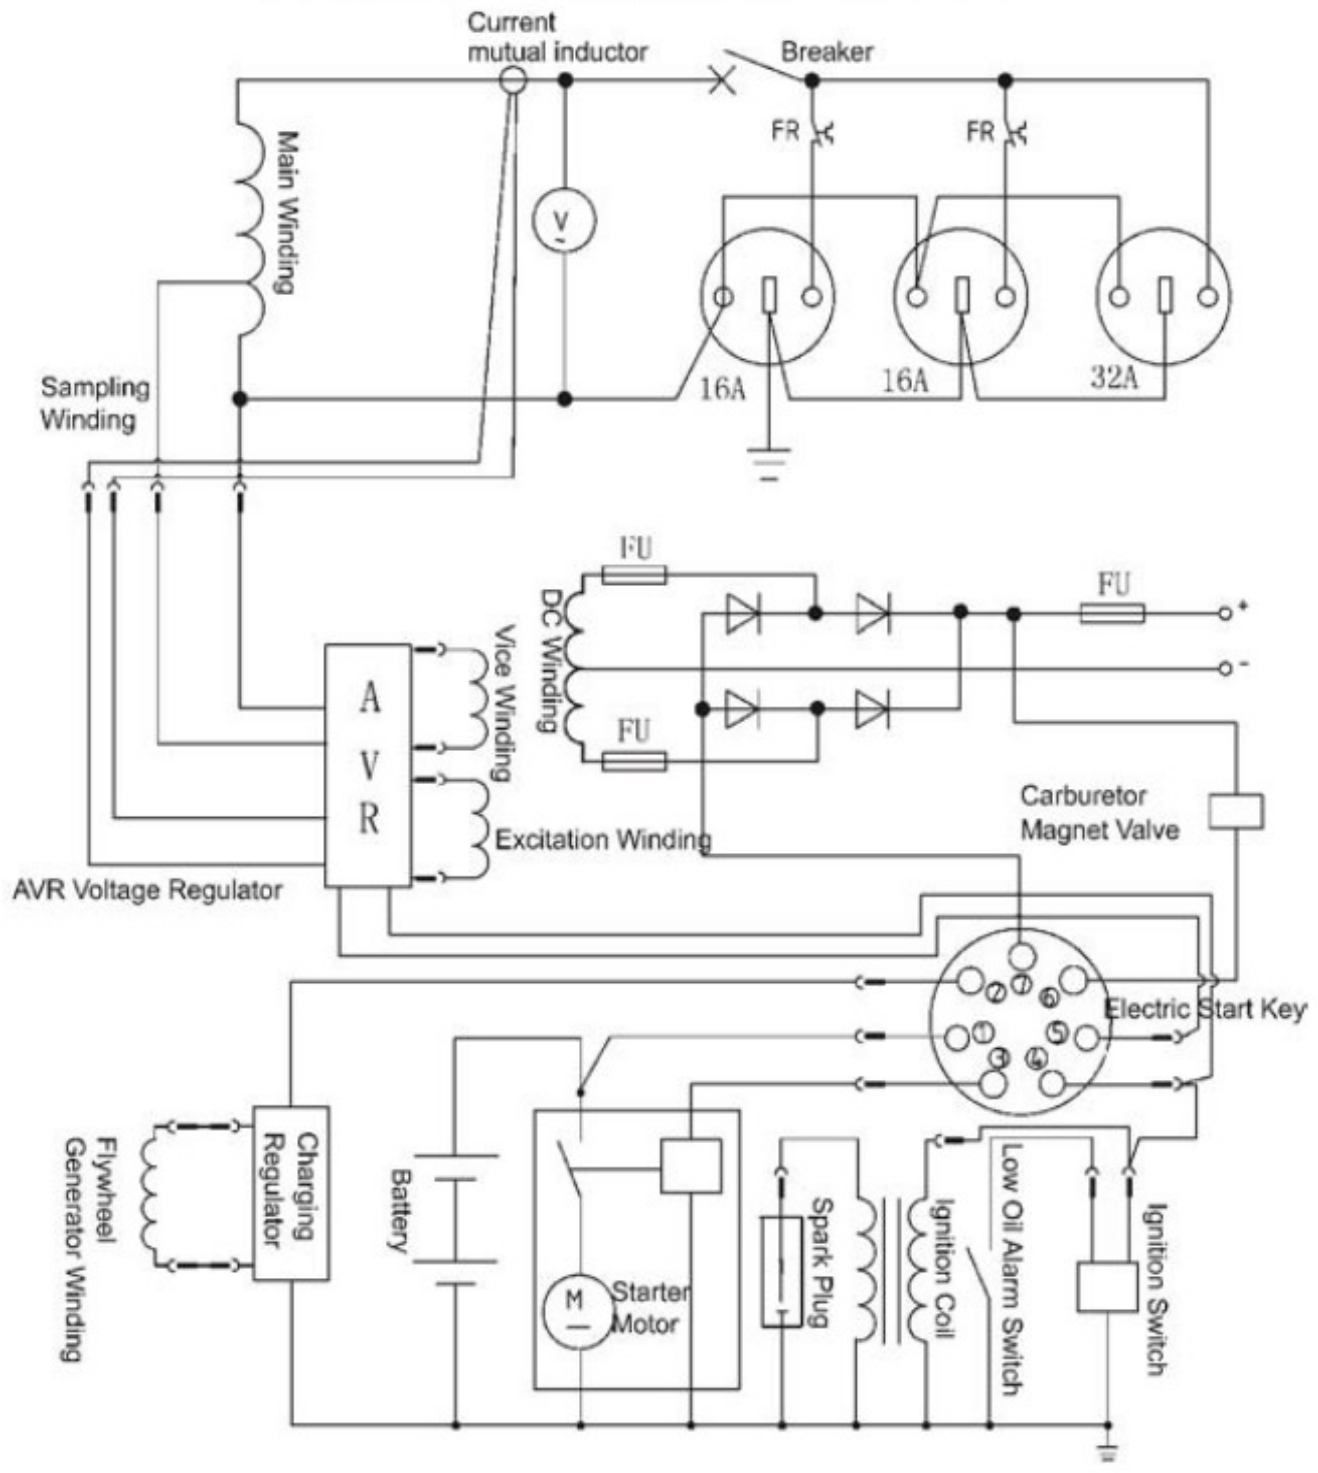 Current
mutual inductor
Breaker
FR
FR
Main Winding
V
~
16A
16A
32A
Sampling
Winding
FU
FU
DC Winding
+
-
Vice Winding
A
V
R
FU
Carburetor
Magnet Valve
Excitation Winding
AVR Voltage Regulator
2
7
6
Electric Start Key
1
5
3
4
Flywheel
Generator Winding
Charging
Regulator
Battery
M
Starter
Motor
Spark Plug
Ignition Coil
Low Oil Alarm Switch
Ignition Switch